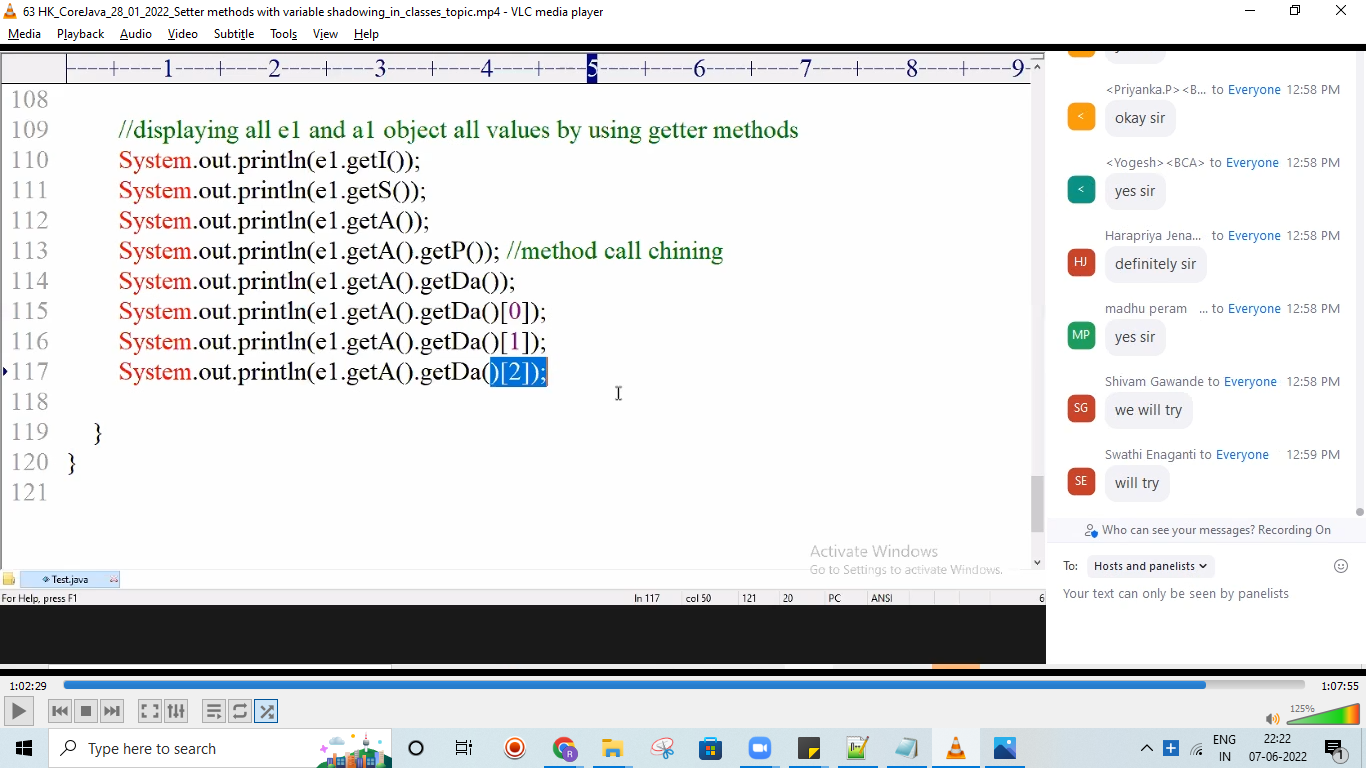 63 HK_CoreJava_28_01_2022_Setter methods with variable shadowing_in_classes_topic.mp4 - VLC media player
Media Playback Audio Video Subtitle Tools View Help
----+----1----+----2----+----3----+----4----+----5----+----6----+----7----+----8----+----9-
108
109 //displaying all e1 and a1 object all values by using getter methods
110 System.out.println(e1.getI());
111 System.out.println(e1.getS());
112 System.out.println(e1.getA());
113 System.out.println(e1.getA().getP()); //method call chining
114 System.out.println(e1.getA().getDa());
115 System.out.println(e1.getA().getDa()[0]);
116 System.out.println(e1.getA().getDa()[1]);
117 System.out.println(e1.getA().getDa()[2]);
118
119 }
120 }
121
Activate Windows
Go to Settings to activate Windows.
Test.java
For Help, press F1 ln 117 col 50 121 20 PC ANSI 6
<Priyanka.P><B... to Everyone 12:58 PM
< okay sir
<Yogesh><BCA> to Everyone 12:58 PM
< yes sir
Harapriya Jena... to Everyone 12:58 PM
HJ definitely sir
madhu peram ... to Everyone 12:58 PM
MP yes sir
Shivam Gawande to Everyone 12:58 PM
SG we will try
Swathi Enaganti to Everyone 12:59 PM
SE will try
Who can see your messages? Recording On
To: Hosts and panelists
Your text can only be seen by panelists
1:02:29 1:07:55
125%
Type here to search
R
ENG
IN
22:22
07-06-2022
1